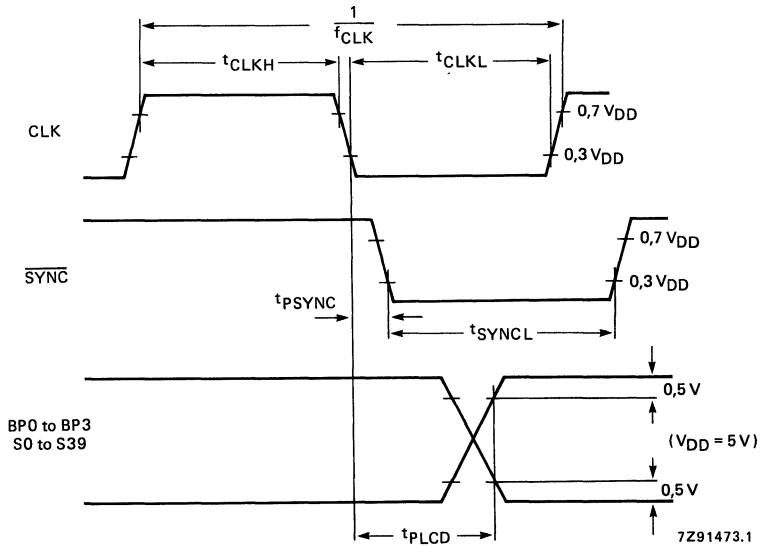 1
fCLK
tCLKH
tCLKL
CLK
0,7 VDD
0,3 VDD
SYNC
0,7 VDD
0,3 VDD
tPSYNC
tSYNCL
BP0 to BP3
S0 to S39
0,5 V
(VDD = 5 V)
0,5 V
tPLCD
7Z91473.1